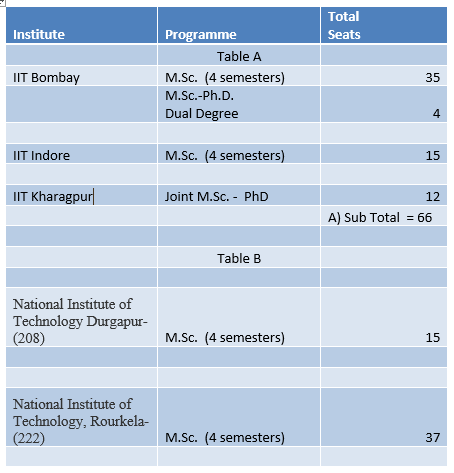 Institute Programme Total Seats
Table A
IIT Bombay M.Sc. (4 semesters) 35
M.Sc.-Ph.D.
Dual Degree 4
IIT Indore M.Sc. (4 semesters) 15
IIT Kharagpur Joint M.Sc. - PhD 12
A) Sub Total = 66
Table B
National Institute of
Technology Durgapur-
(208) M.Sc. (4 semesters) 15
National Institute of
Technology, Rourkela-
(222) M.Sc. (4 semesters) 37